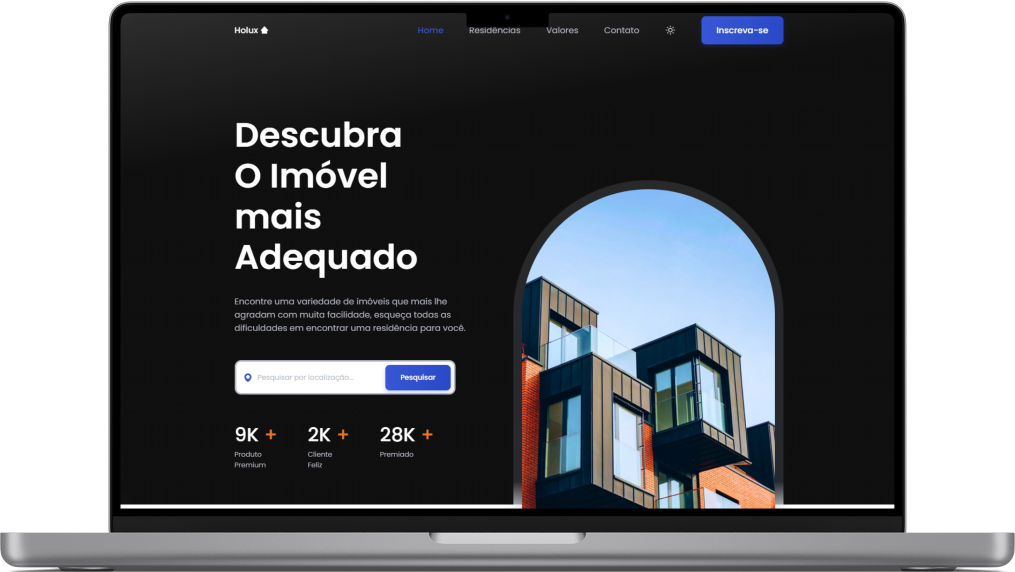 Holux
Home
Residências
Valores
Contato
Inscreva-se
Descubra
O Imóvel
mais
Adequado
Encontre uma variedade de imóveis que mais lhe
agradam com muita facilidade, esqueça todas as
dificuldades em encontrar uma residência para você.
Pesquisar por localização...
Pesquisar
9K +
Produto
Premium
2K +
Cliente
Feliz
28K +
Premiado